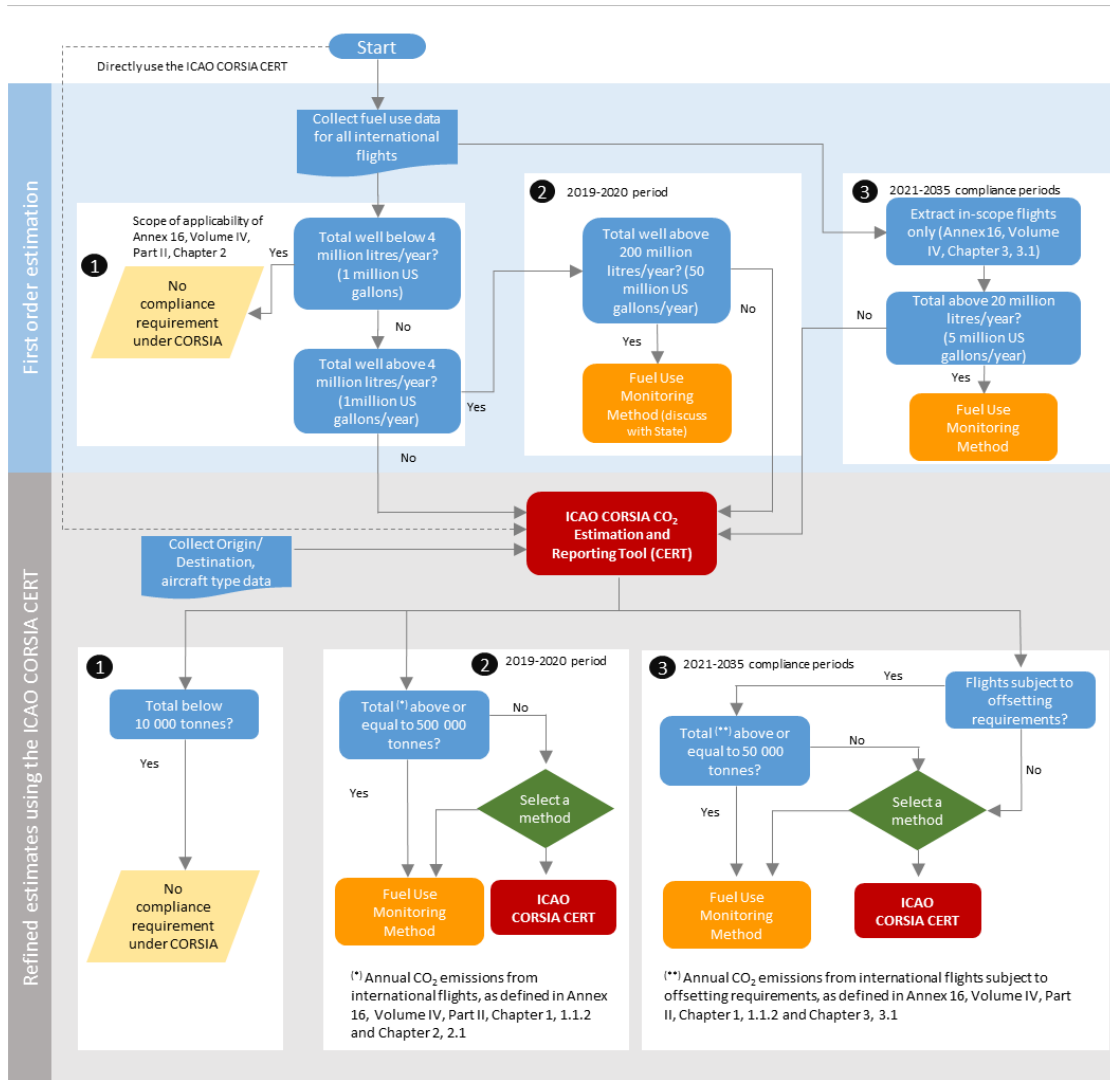 Start
Directly use the ICAO CORSIA CERT
First order estimation
Collect fuel use data
for all international
flights
1
Scope of applicability of
Annex 16, Volume IV,
Part II, Chapter 2
Yes
No
compliance
requirement
under CORSIA
Total well below 4
million litres/year?
(1 million US
gallons)
No
Total well above 4
million litres/year?
(1million US
gallons/year)
Yes
No
2
2019-2020 period
Total well above
200 million
litres/year? (50
million US
gallons/year)
No
Yes
Fuel Use
Monitoring
Method (discuss
with State)
3
2021-2035 compliance periods
Extract in-scope flights
only (Annex16, Volume
IV, Chapter 3, 3.1)
No
Total above 20 million
litres/year?
(5 million US
gallons/year)
Yes
Fuel Use
Monitoring
Method
Refined estimates using the ICAO CORSIA CERT
ICAO CORSIA CO₂
Estimation and
Reporting Tool (CERT)
Collect Origin/
Destination,
aircraft type data
1
Total below
10 000 tonnes?
Yes
No
compliance
requirement
under CORSIA
2
2019-2020 period
Total (*) above or
equal to 500 000
tonnes?
No
Yes
Select a
method
Fuel Use
Monitoring
Method
ICAO
CORSIA CERT
(*) Annual CO₂ emissions from
international flights, as defined in Annex
16, Volume IV, Part II, Chapter 1, 1.1.2
and Chapter 2, 2.1
3
2021-2035 compliance periods
Yes
Flights subject to
offsetting
requirements?
Total (**) above or
equal to 50 000
tonnes?
No
No
Yes
Select a
method
Fuel Use
Monitoring
Method
ICAO
CORSIA CERT
(**) Annual CO₂ emissions from international flights subject to
offsetting requirements, as defined in Annex 16, Volume IV, Part
II, Chapter 1, 1.1.2 and Chapter 3, 3.1